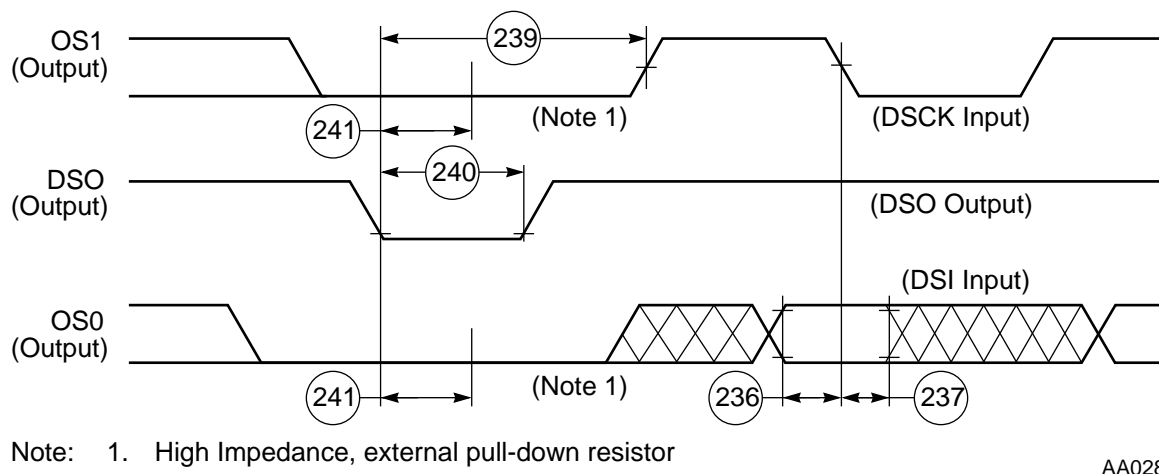 OS1
(Output)
239
241
(Note 1)
(DSCK Input)
DSO
(Output)
240
(DSO Output)
(DSI Input)
OS0
(Output)
241
(Note 1)
236
237
Note: 1. High Impedance, external pull-down resistor
AA028